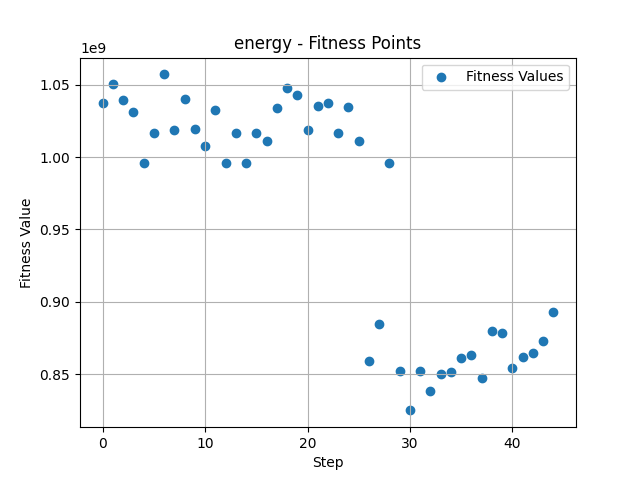 energy - Fitness Points
1e9
Fitness Values
1.05
1.00
0.95
0.90
0.85
Fitness Value
0
10
20
30
40
Step